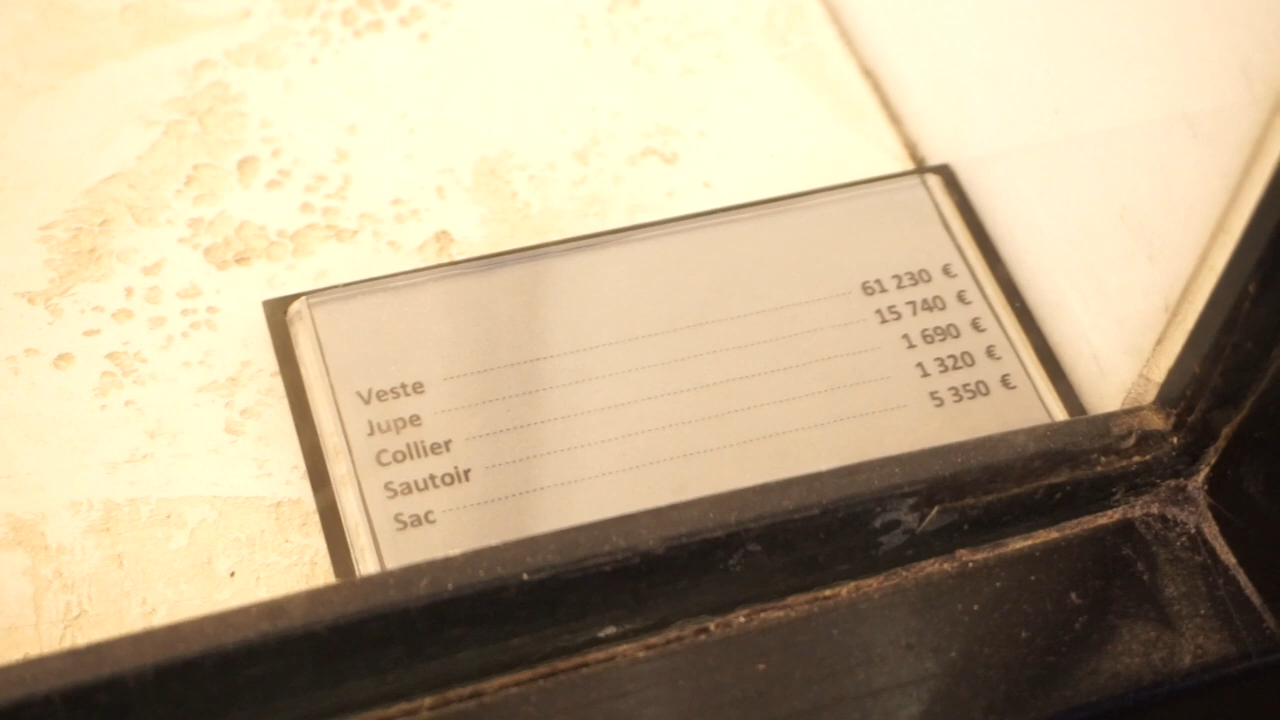 Veste 61 230 €
Jupe 15 740 €
Collier 1 690 €
Sautoir 1 320 €
Sac 5 350 €